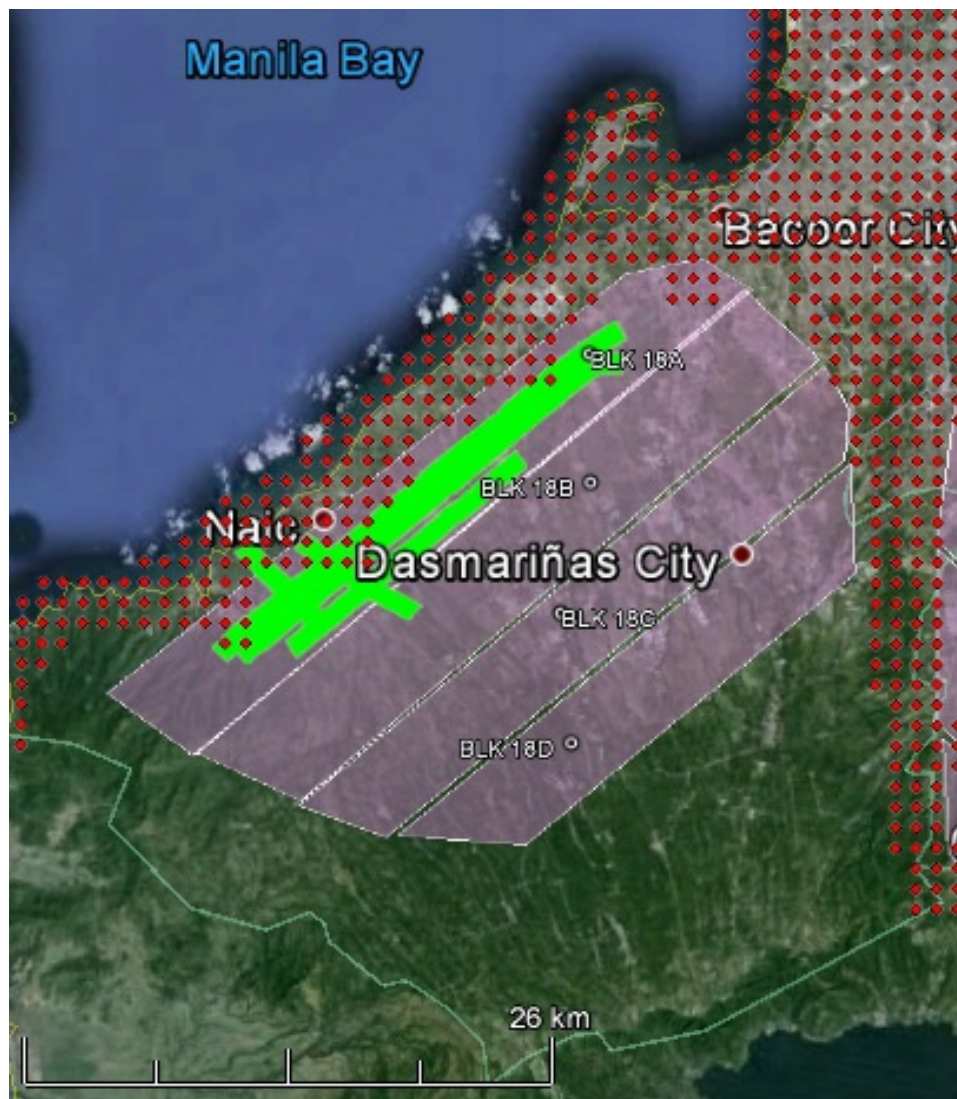 Manila Bay
Bacoor City
BLK 18A
BLK 18B
Naic
Dasmariñas City
BLK 18C
BLK 18D
26 km